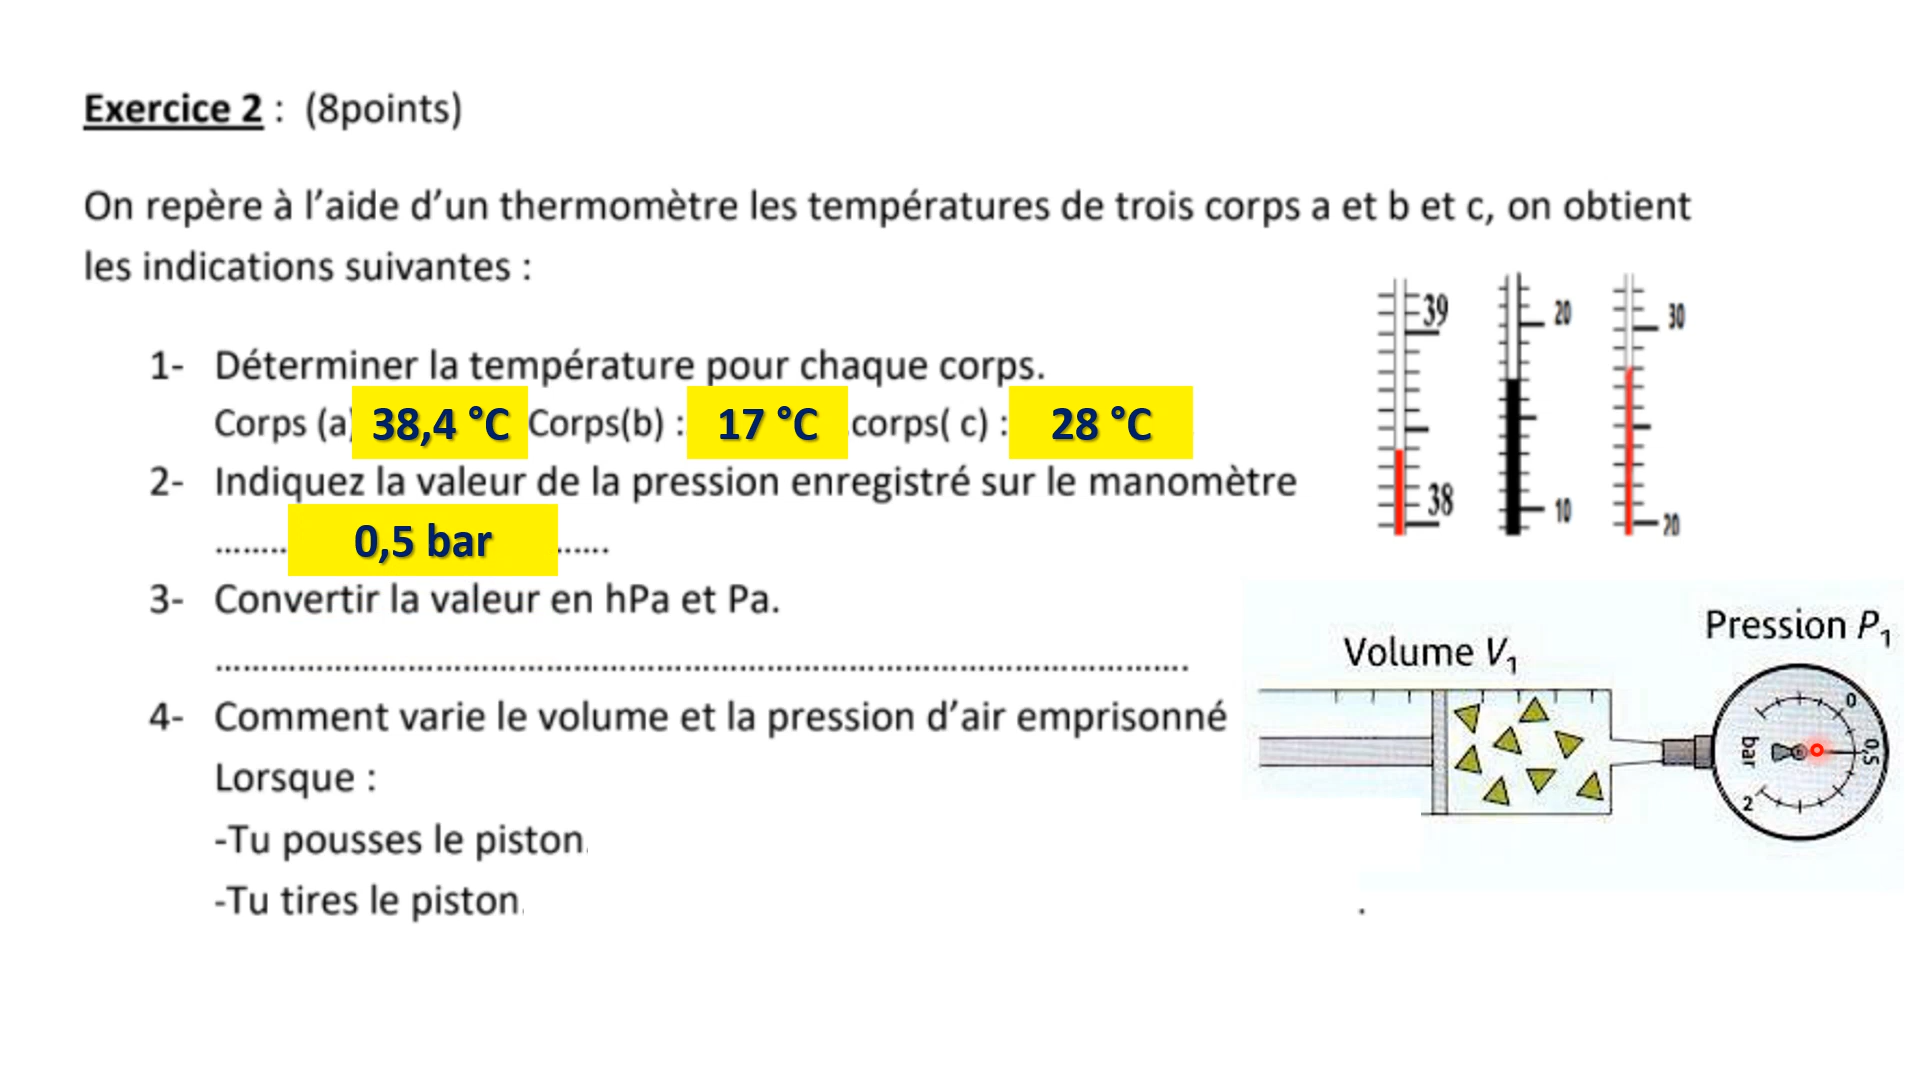 Exercice 2 : (8points)
On repère à l’aide d’un thermomètre les températures de trois corps a et b et c, on obtient
les indications suivantes :
1- Déterminer la température pour chaque corps.
Corps (a) 38,4 °C Corps(b) : 17 °C corps( c) : 28 °C
2- Indiquez la valeur de la pression enregistré sur le manomètre
........ 0,5 bar ......
3- Convertir la valeur en hPa et Pa.
..........................................................................................................
4- Comment varie le volume et la pression d’air emprisonné
Lorsque :
-Tu pousses le piston.
-Tu tires le piston. .
39
38
20
10
30
20
Volume V₁
Pression P₁
0
0,5
bar
2